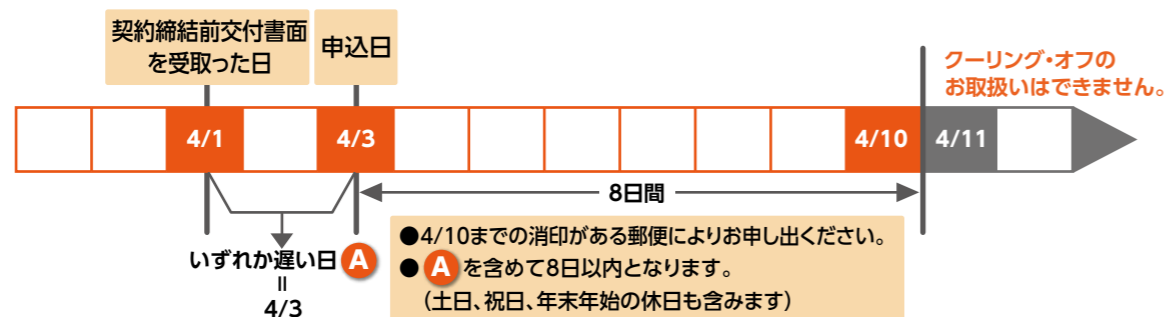 契約締結前交付書面
を受取った日
申込日
クーリング・オフの
お取扱いはできません。
4/1
4/3
4/10
4/11
8日間
いずれか遅い日 A
=
4/3
●4/10までの消印がある郵便によりお申し出ください。
● A を含めて8日以内となります。
(土日、祝日、年末年始の休日も含みます)